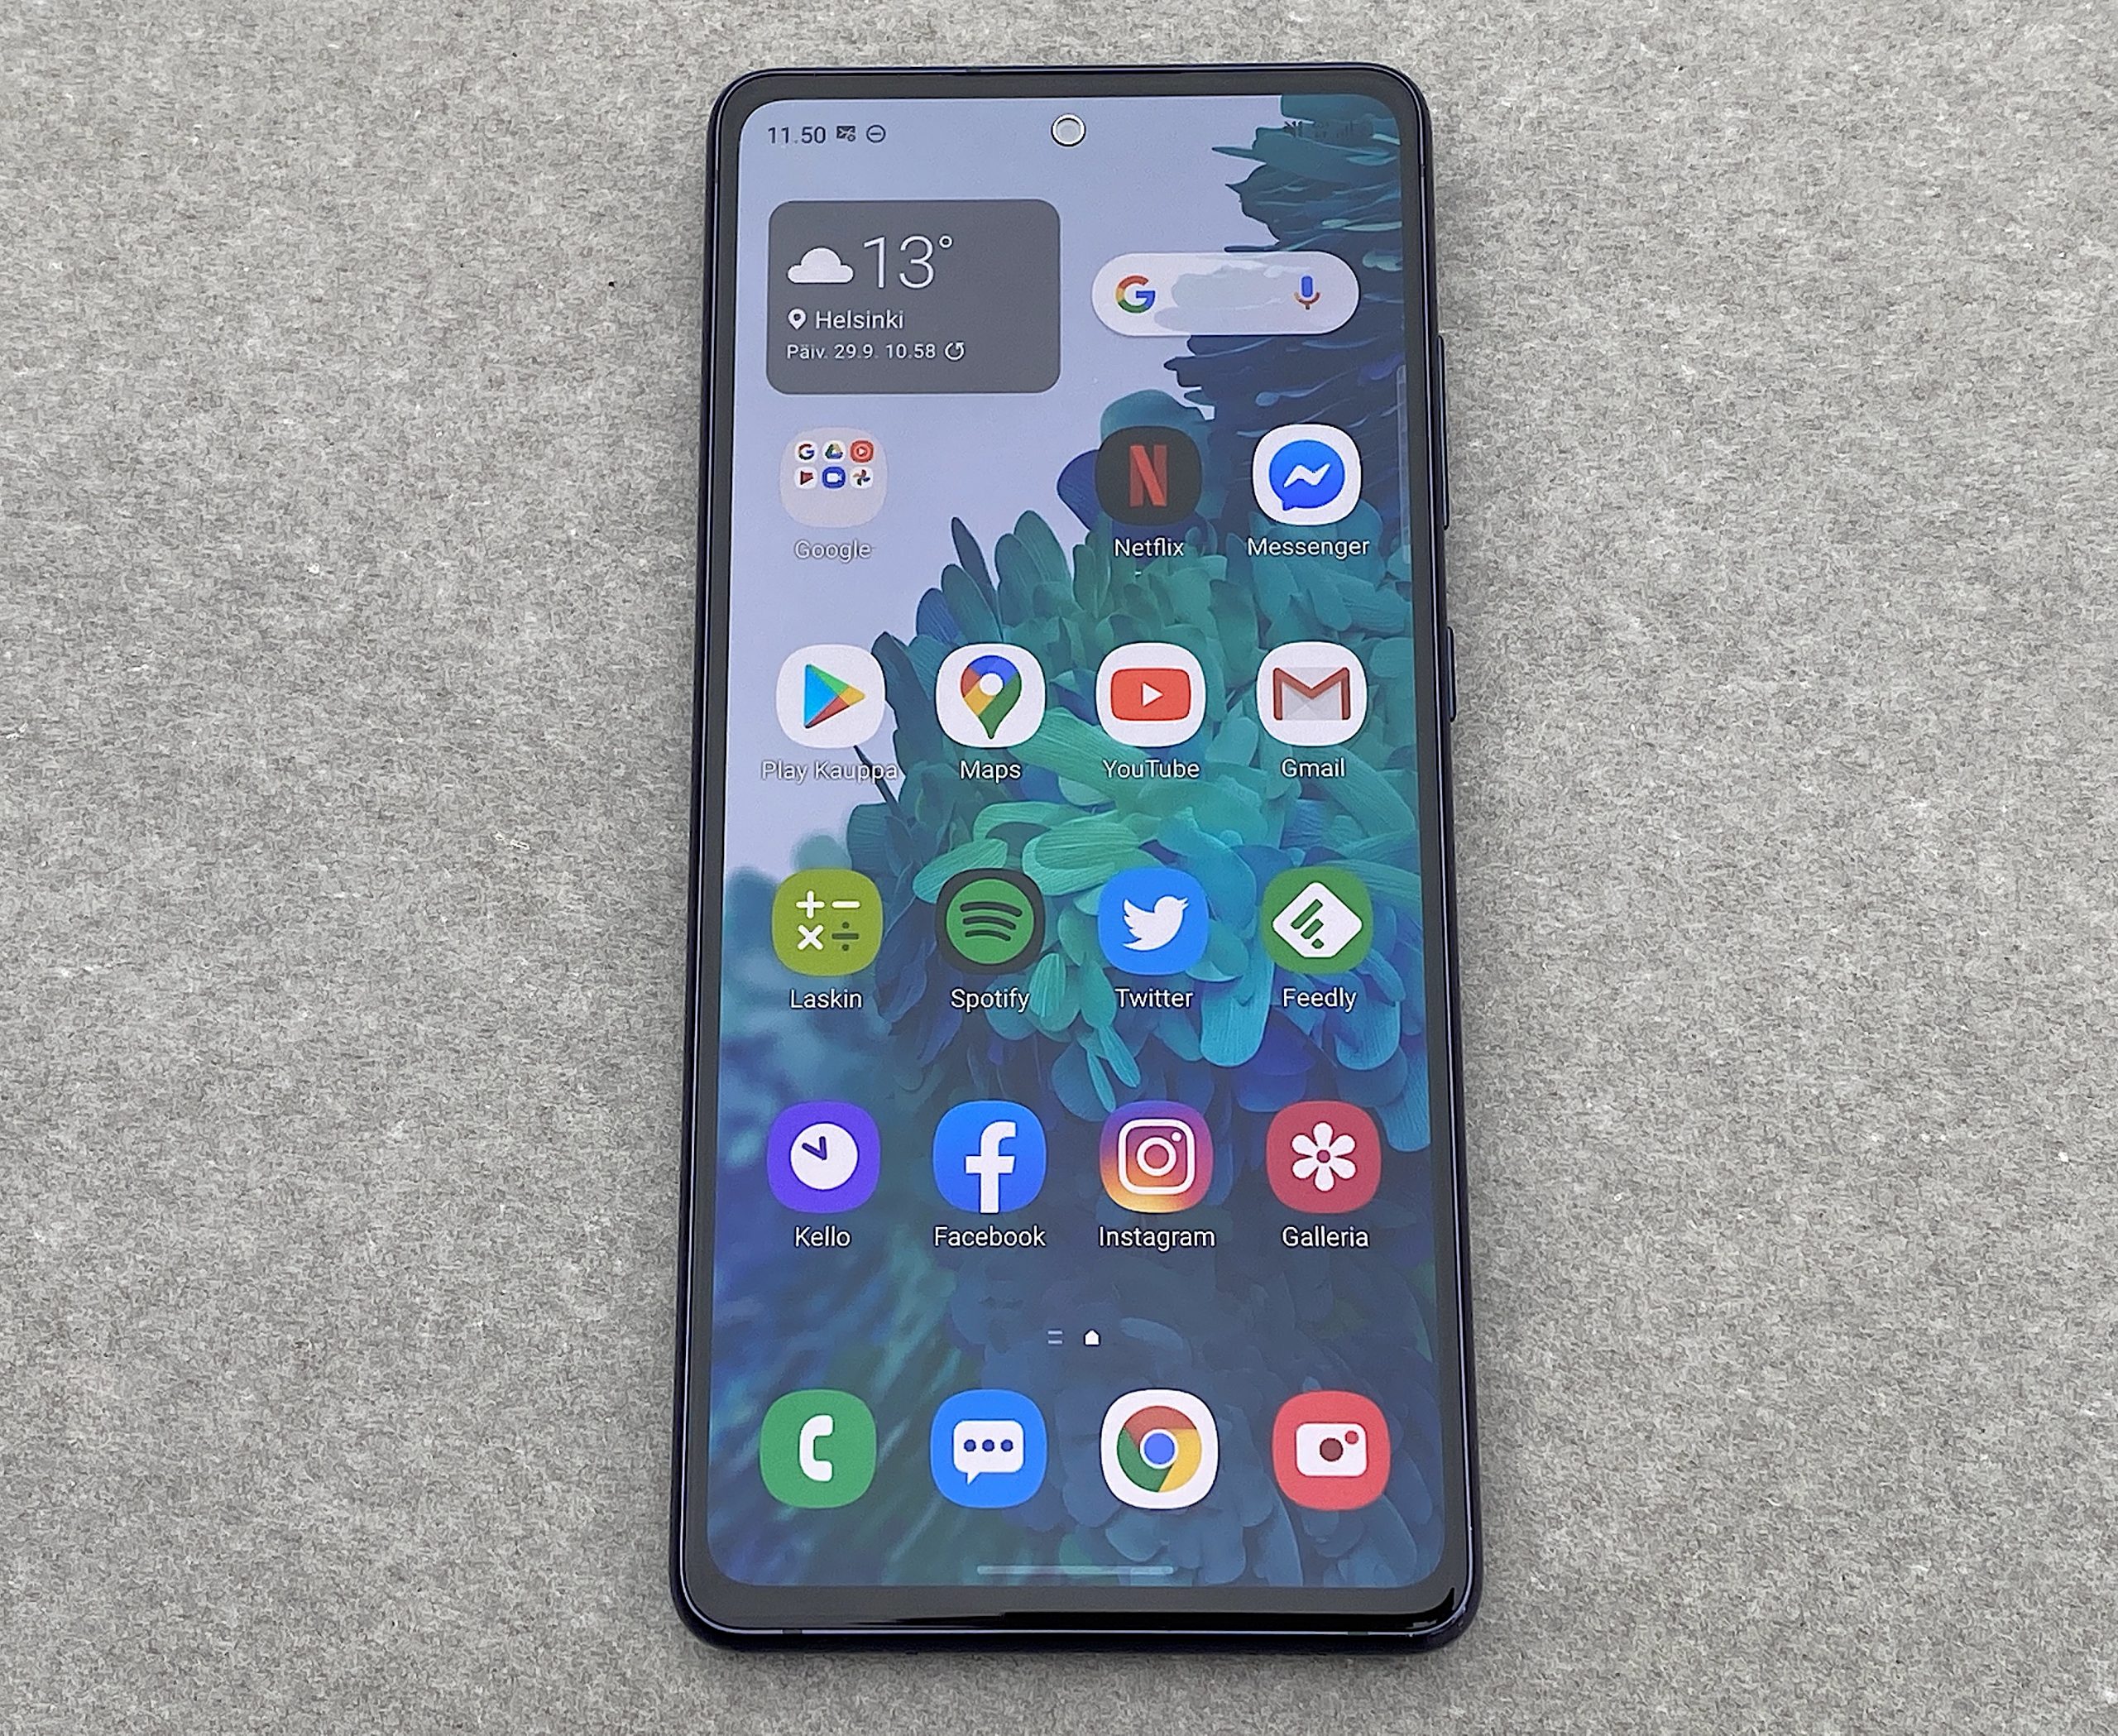 11.50
13°
Helsinki
Päiv. 29.9. 10.58
Google
Netflix
Messenger
Play Kauppa
Maps
YouTube
Gmail
Laskin
Spotify
Twitter
Feedly
Kello
Facebook
Instagram
Galleria